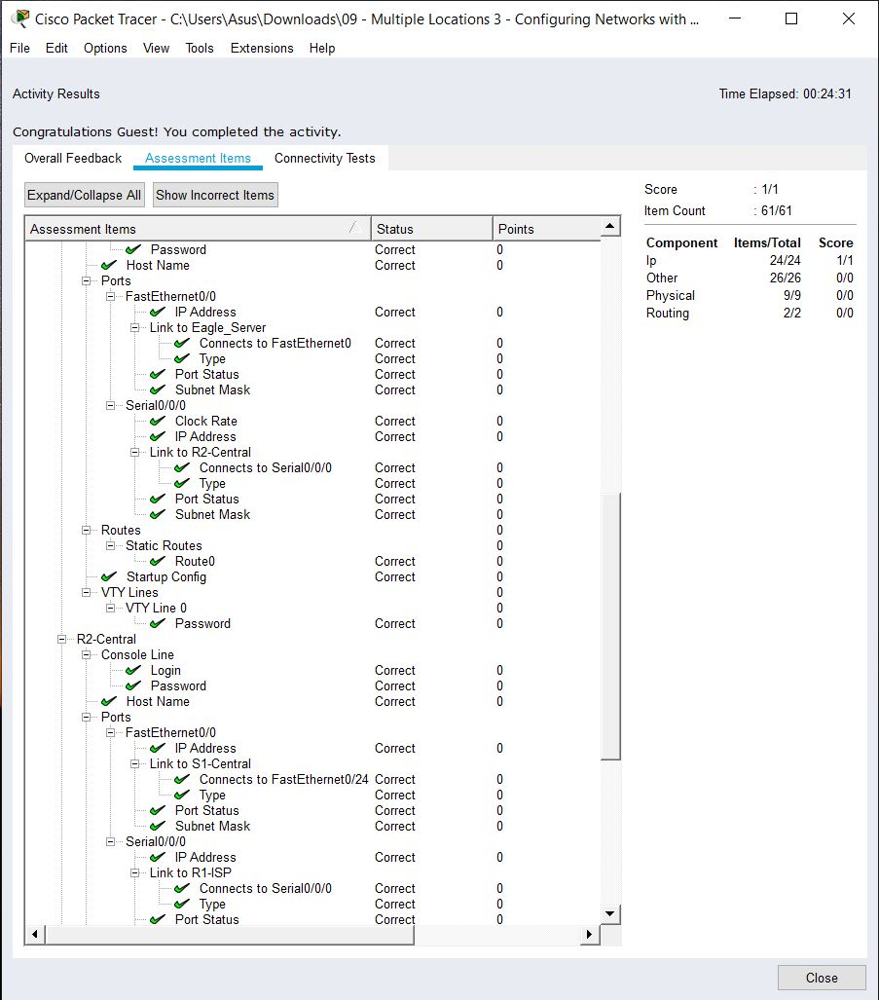 Cisco Packet Tracer - C:\Users\Asus\Downloads\09 - Multiple Locations 3 - Configuring Networks with ...
File Edit Options View Tools Extensions Help
Activity Results
Time Elapsed: 00:24:31
Congratulations Guest! You completed the activity.
Overall Feedback Assessment Items Connectivity Tests
Expand/Collapse All Show Incorrect Items
Assessment Items Status Points
Password Correct 0
Host Name Correct 0
Ports 0
FastEthernet0/0 0
IP Address Correct 0
Link to Eagle_Server 0
Connects to FastEthernet0 Correct 0
Type Correct 0
Port Status Correct 0
Subnet Mask Correct 0
Serial0/0/0 0
Clock Rate Correct 0
IP Address Correct 0
Link to R2-Central 0
Connects to Serial0/0/0 Correct 0
Type Correct 0
Port Status Correct 0
Subnet Mask Correct 0
Routes 0
Static Routes 0
Route0 Correct 0
Startup Config Correct 0
VTY Lines 0
VTY Line 0 0
Password Correct 0
R2-Central 0
Console Line 0
Login Correct 0
Password Correct 0
Host Name Correct 0
Ports 0
FastEthernet0/0 0
IP Address Correct 0
Link to S1-Central 0
Connects to FastEthernet0/24 Correct 0
Type Correct 0
Port Status Correct 0
Subnet Mask Correct 0
Serial0/0/0 0
IP Address Correct 0
Link to R1-ISP 0
Connects to Serial0/0/0 Correct 0
Type Correct 0
Port Status Correct 0
Score : 1/1
Item Count : 61/61
Component Items/Total Score
Ip 24/24 1/1
Other 26/26 0/0
Physical 9/9 0/0
Routing 2/2 0/0
Close